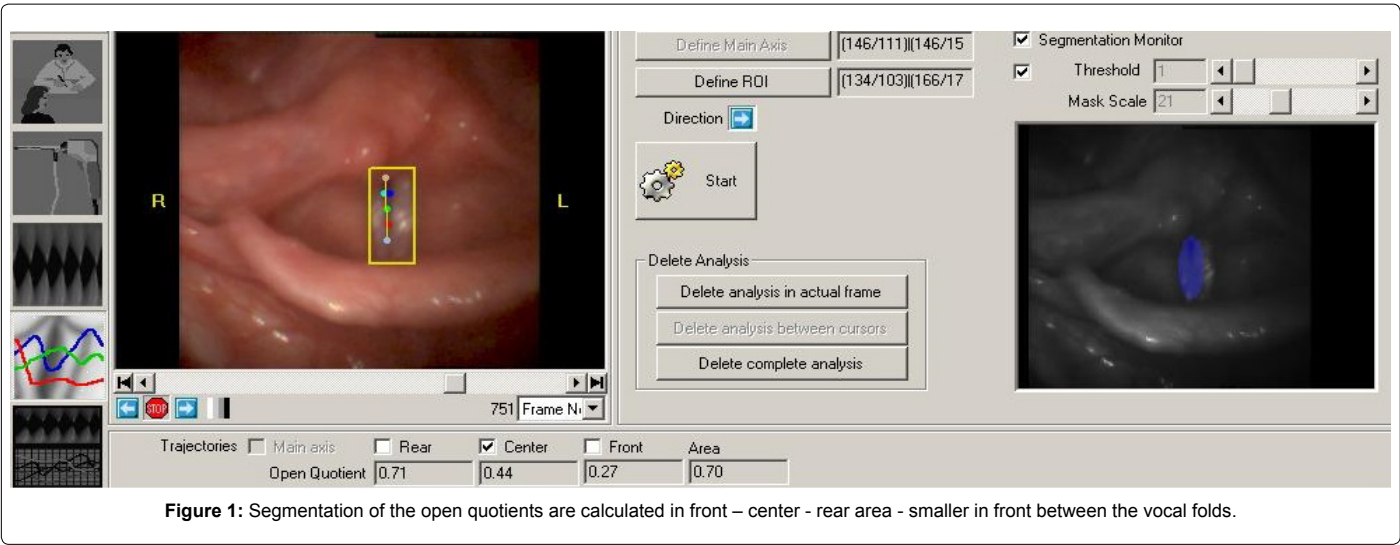 Define Main Axis (146/111)|(146/15
Define ROI (134/103)|(166/17
Direction
Start
Delete Analysis
Delete analysis in actual frame
Delete analysis between cursors
Delete complete analysis
Segmentation Monitor
Threshold 1
Mask Scale 21
R L
STOP 751 Frame N
Trajectories Main axis Rear Center Front Area
Open Quotient 0.71 0.44 0.27 0.70
Figure 1: Segmentation of the open quotients are calculated in front – center - rear area - smaller in front between the vocal folds.